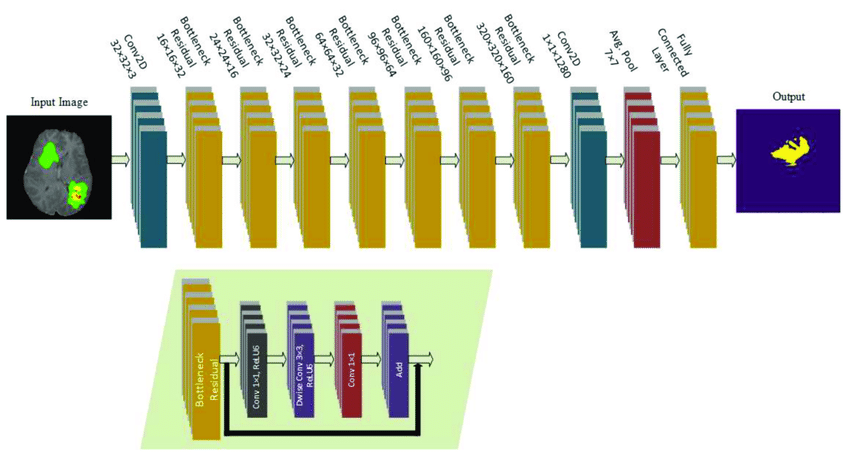 Input Image
Conv2D
32×32×3
Bottleneck
Residual
16×16×32
Bottleneck
Residual
24×24×16
Bottleneck
Residual
32×32×24
Bottleneck
Residual
64×64×32
Bottleneck
Residual
96×96×64
Bottleneck
Residual
160×160×96
Bottleneck
Residual
320×320×160
Conv2D
1×1×1280
Avg. Pool
7×7
Fully
Connected
Layer
Output
Bottleneck
Residual
Conv 1×1, ReLU6
Dwise Conv 3×3,
ReLU6
Conv 1×1
Add